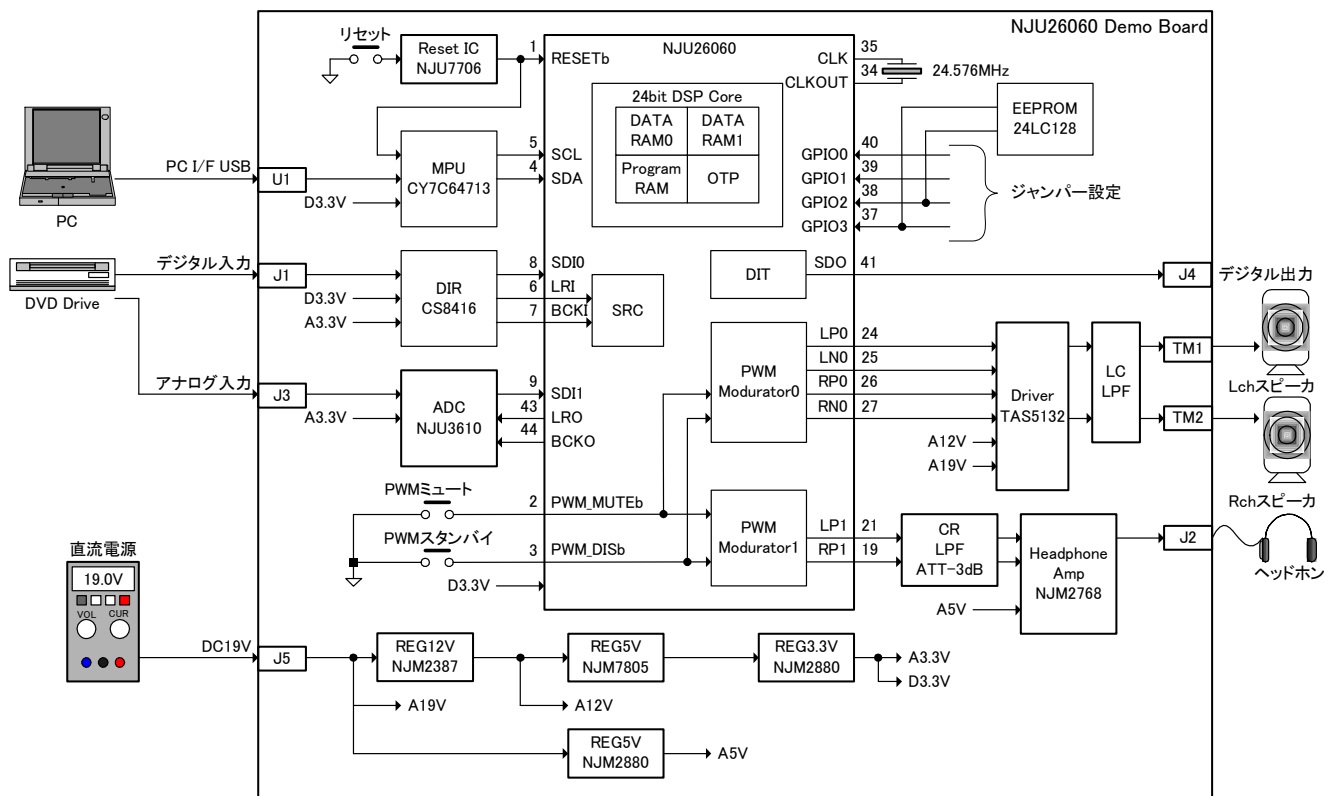 NJU26060 Demo Board
リセット
Reset IC
NJU7706
1
RESETb
NJU26060
CLK
35
CLKOUT
34
24.576MHz
24bit DSP Core
DATA
RAM0
DATA
RAM1
Program
RAM
OTP
EEPROM
24LC128
PC
PC I/F USB
U1
D3.3V
MPU
CY7C64713
5
SCL
4
SDA
GPIO0
40
GPIO1
39
GPIO2
38
GPIO3
37
ジャンパー設定
DVD Drive
デジタル入力
J1
D3.3V
A3.3V
DIR
CS8416
8
SDI0
6
LRI
7
BCKI
SRC
DIT
SDO
41
J4
デジタル出力
アナログ入力
J3
A3.3V
ADC
NJU3610
9
SDI1
43
LRO
44
BCKO
PWM
Modurator0
LP0
24
LN0
25
RP0
26
RN0
27
Driver
TAS5132
A12V
A19V
LC
LPF
TM1
Lchスピーカ
TM2
Rchスピーカ
PWMミュート
2
PWM_MUTEb
PWMスタンバイ
3
PWM_DISb
D3.3V
PWM
Modurator1
LP1
21
RP1
19
CR
LPF
ATT-3dB
Headphone
Amp
NJM2768
A5V
J2
ヘッドホン
直流電源
19.0V
VOL
CUR
DC19V
J5
REG12V
NJM2387
REG5V
NJM7805
REG3.3V
NJM2880
A3.3V
D3.3V
A19V
A12V
REG5V
NJM2880
A5V